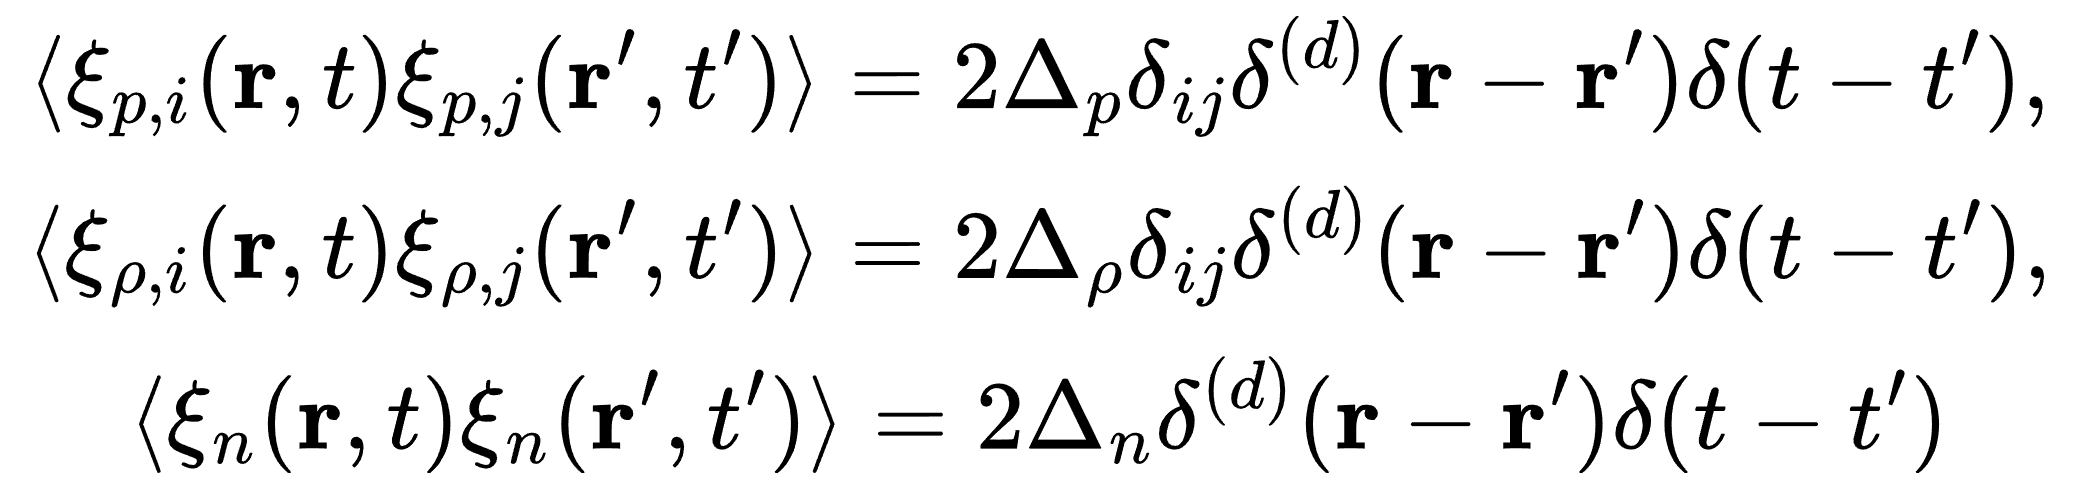 ⟨ξ_{p,i}(𝐫, t)ξ_{p,j}(𝐫′, t′)⟩ = 2Δ_p δ_{ij} δ^{(d)}(𝐫 − 𝐫′)δ(t − t′),
⟨ξ_{ρ,i}(𝐫, t)ξ_{ρ,j}(𝐫′, t′)⟩ = 2Δ_ρ δ_{ij} δ^{(d)}(𝐫 − 𝐫′)δ(t − t′),
⟨ξ_n(𝐫, t)ξ_n(𝐫′, t′)⟩ = 2Δ_n δ^{(d)}(𝐫 − 𝐫′)δ(t − t′)